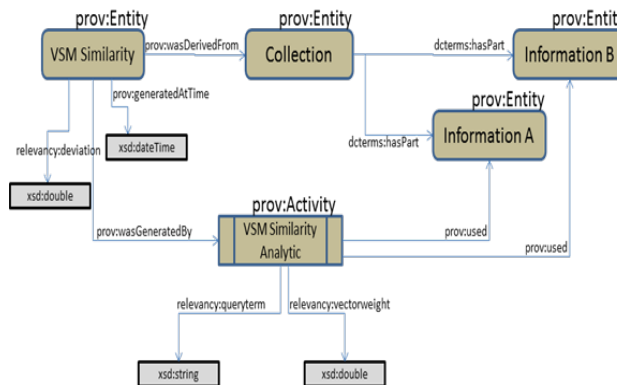 prov:Entity
prov:Entity
prov:Entit
VSM Similarity
prov:wasDerivedFrom
Collection
dcterms:hasPart
Information B
prov:generatedAtTime
prov:Entity
relevancy:deviation
xsd:dateTime
dcterms:hasPart
Information A
xsd:double
prov:Activity
prov:wasGeneratedBy
VSM Similarity
Analytic
prov:used
prov:used
relevancy:queryterm
relevancy:vectorweight
xsd:string
xsd:double